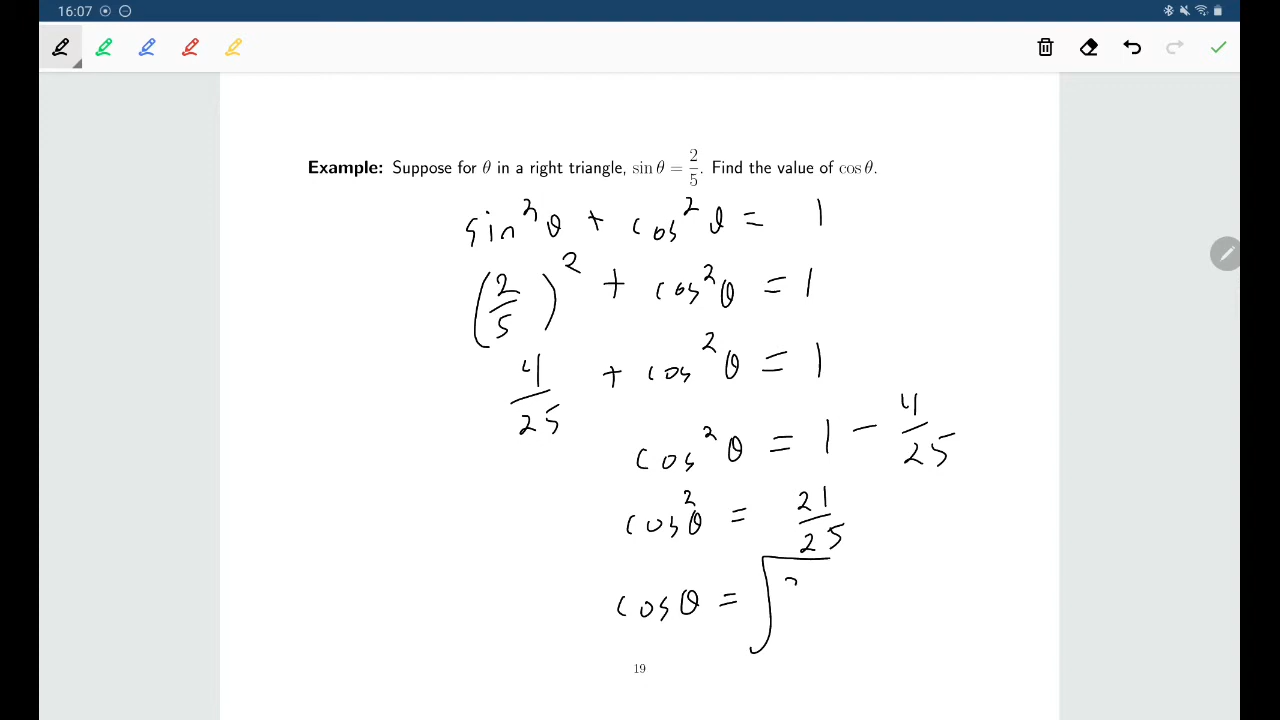 16:07
Example: Suppose for θ in a right triangle, sin θ = 2/5. Find the value of cos θ.
sin²θ + cos²θ = 1
(2/5)² + cos²θ = 1
4/25 + cos²θ = 1
cos²θ = 1 - 4/25
cos²θ = 21/25
cosθ = √
19